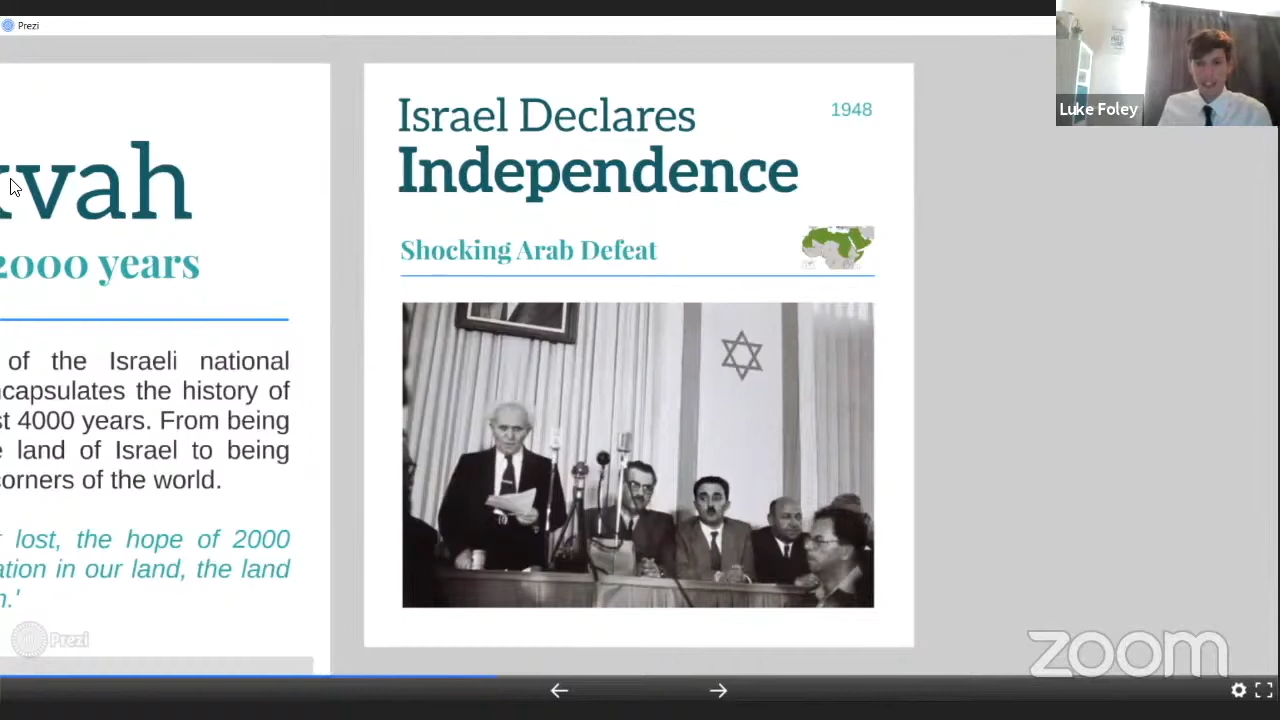 Prezi
Luke Foley
kvah
2000 years
of the Israeli national
ncapsulates the history of
st 4000 years. From being
e land of Israel to being
corners of the world.
t lost, the hope of 2000
ation in our land, the land
n.'
Prezi
Israel Declares
1948
Independence
Shocking Arab Defeat
zoom